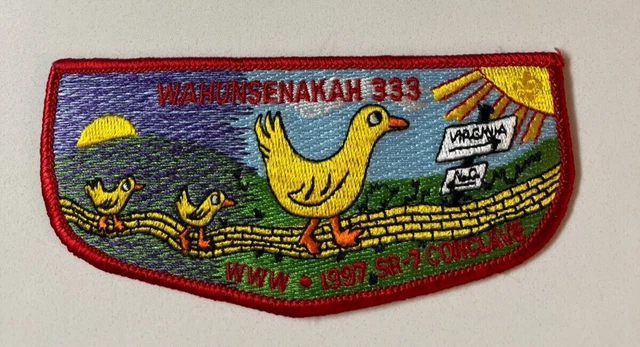 WAHUNSENAKAH 333
VIRGINIA
N.C.
WWW • 1997 SR-7 CONCLAVE